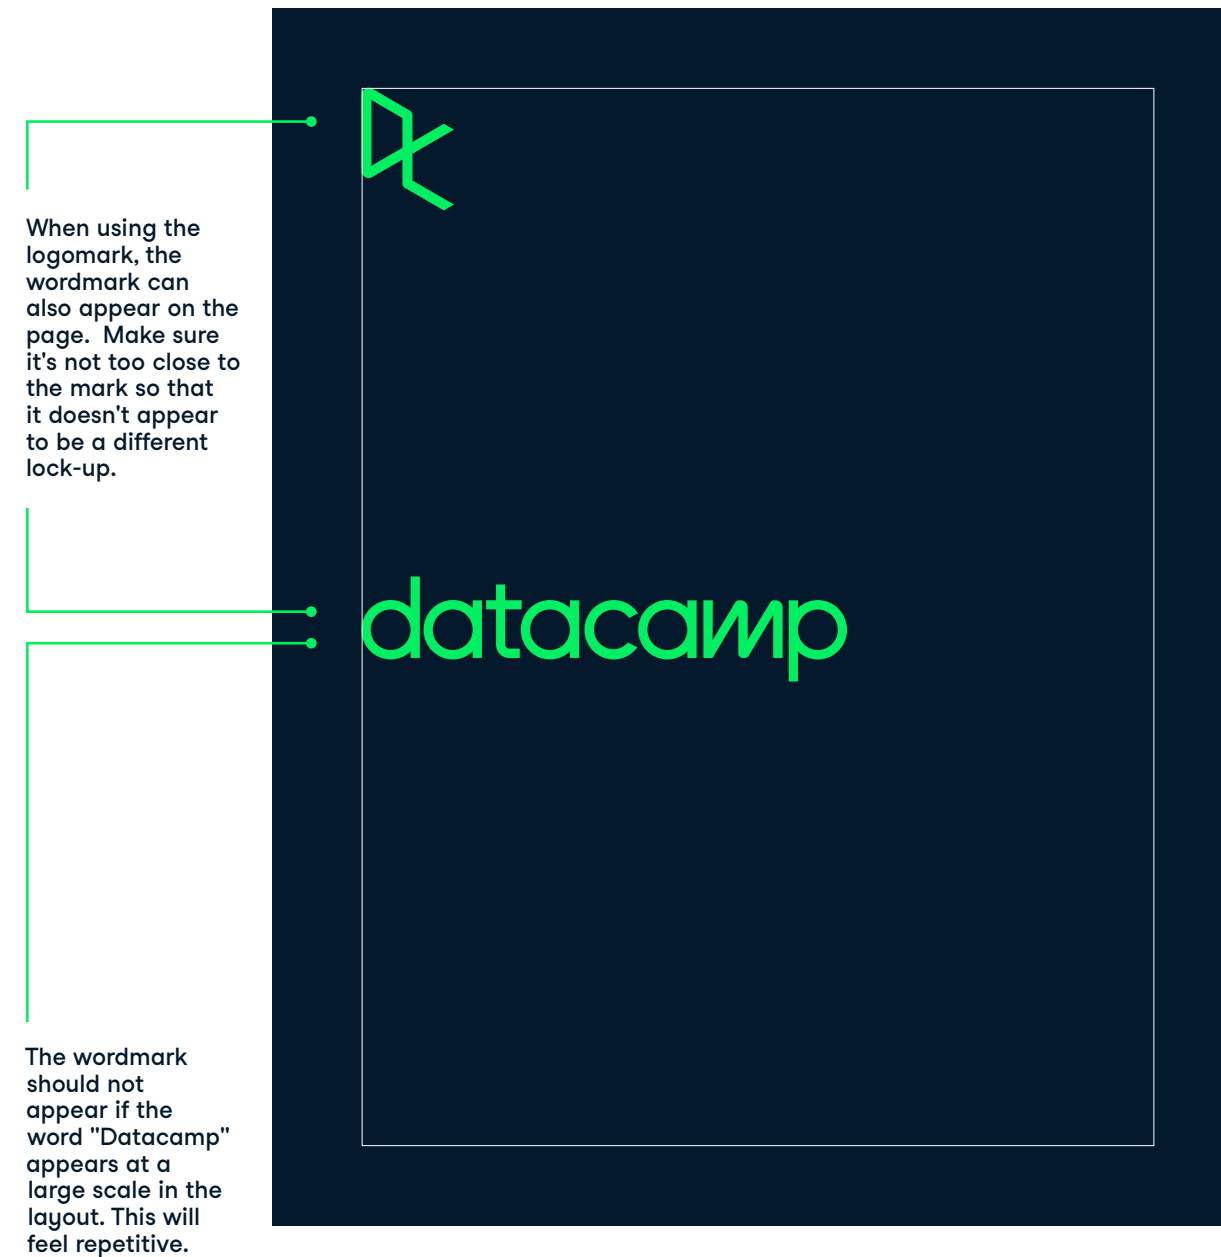 When using the
logomark, the
wordmark can
also appear on the
page.  Make sure
it's not too close to
the mark so that
it doesn't appear
to be a different
lock-up.
datacamp
The wordmark
should not
appear if the
word "Datacamp"
appears at a
large scale in the
layout. This will
feel repetitive.